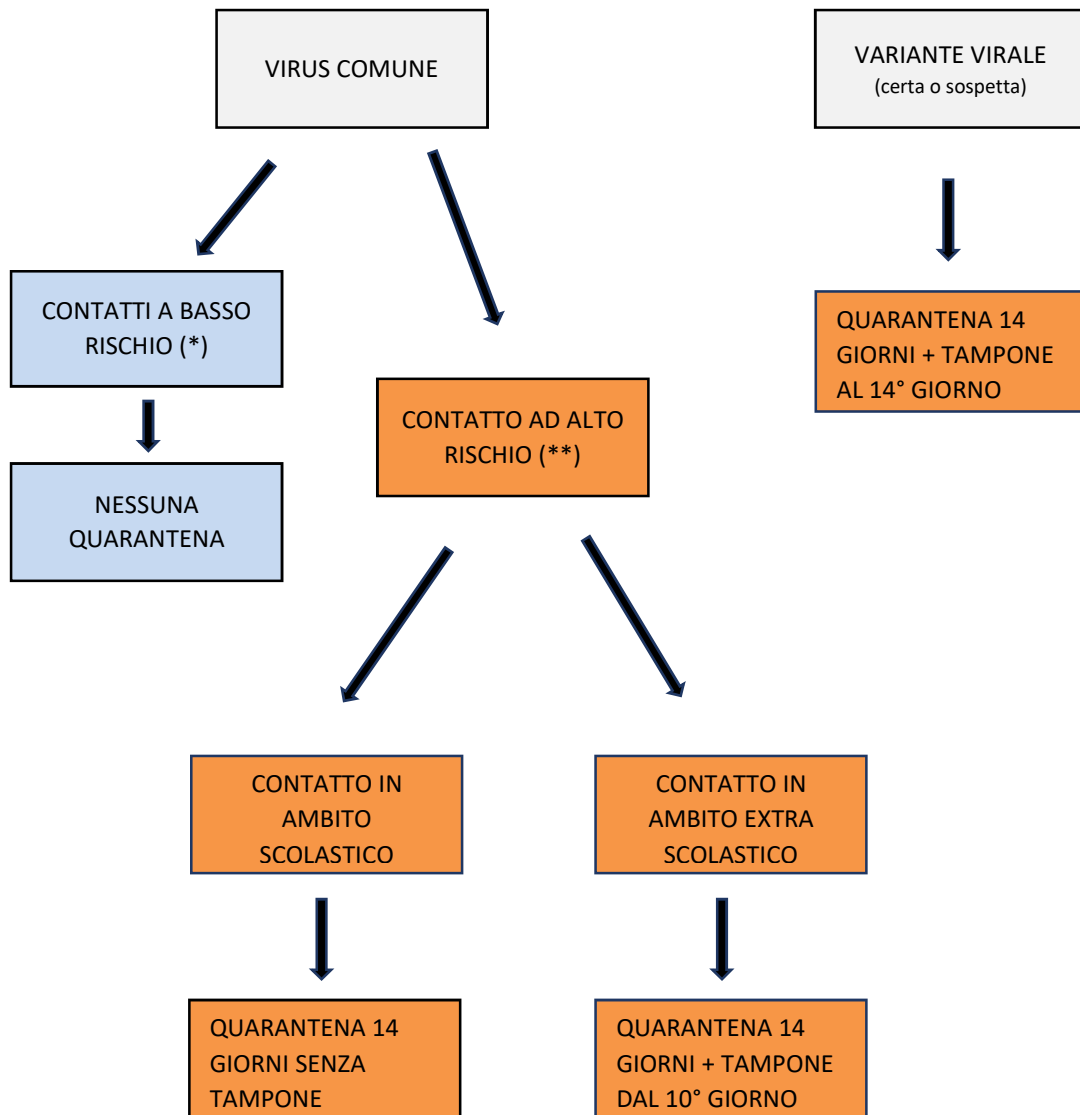 VIRUS COMUNE
VARIANTE VIRALE
(certa o sospetta)
CONTATTI A BASSO
RISCHIO (*)
QUARANTENA 14
GIORNI + TAMPONE
AL 14° GIORNO
CONTATTO AD ALTO
RISCHIO (**)
NESSUNA
QUARANTENA
CONTATTO IN
AMBITO
SCOLASTICO
CONTATTO IN
AMBITO EXTRA
SCOLASTICO
QUARANTENA 14
GIORNI SENZA
TAMPONE
QUARANTENA 14
GIORNI + TAMPONE
DAL 10° GIORNO